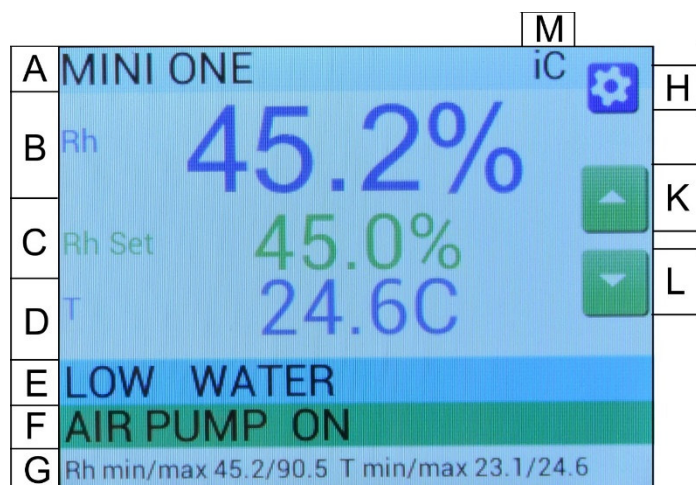 M
A MINI ONE iC H
B Rh 45.2%
K
C Rh Set 45.0%
L
D T 24.6C
E LOW WATER
F AIR PUMP ON
G Rh min/max 45.2/90.5 T min/max 23.1/24.6